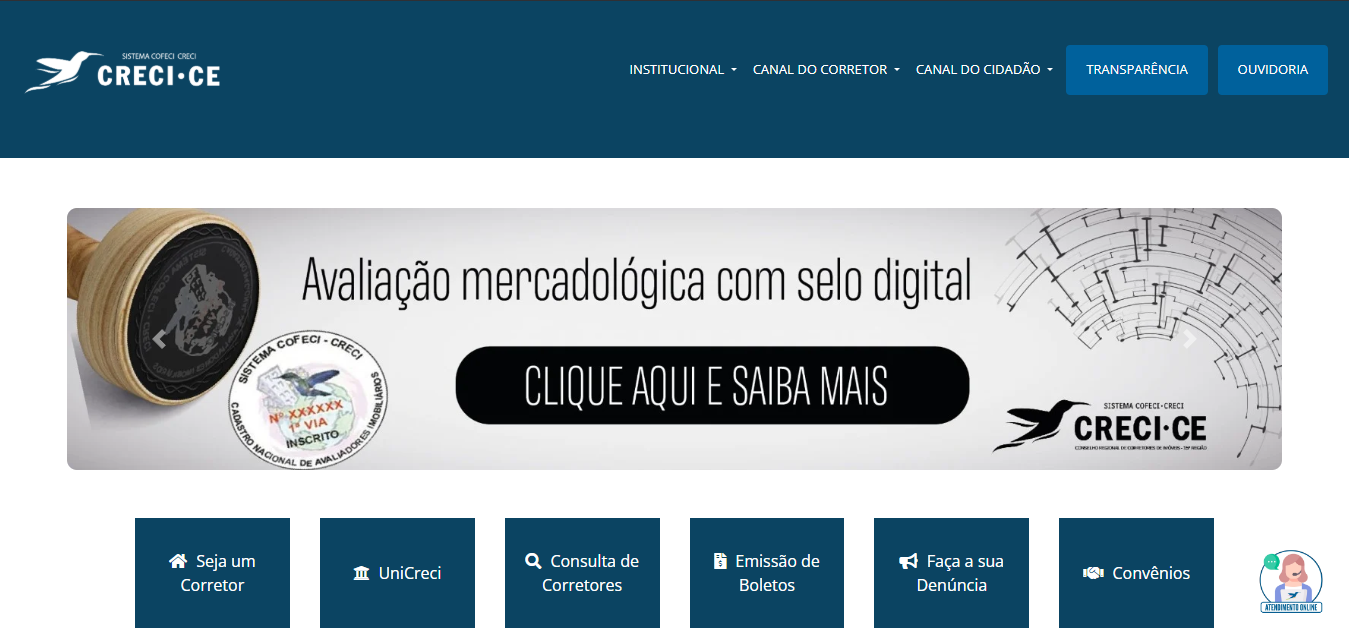 SISTEMA COFECI CRECI
CRECI·CE
INSTITUCIONAL
CANAL DO CORRETOR
CANAL DO CIDADÃO
TRANSPARÊNCIA
OUVIDORIA
Avaliação mercadológica com selo digital
CLIQUE AQUI E SAIBA MAIS
SISTEMA COFECI - CRECI
Nº XXXXXX
1ª VIA
INSCRITO
CADASTRO NACIONAL DE AVALIADORES IMOBILIÁRIOS
SISTEMA COFECI-CRECI
CRECI·CE
CONSELHO REGIONAL DE CORRETORES DE IMÓVEIS - 15ª REGIÃO
Seja um
Corretor
UniCreci
Consulta de
Corretores
Emissão de
Boletos
Faça a sua
Denúncia
Convênios
ATENDIMENTO ONLINE